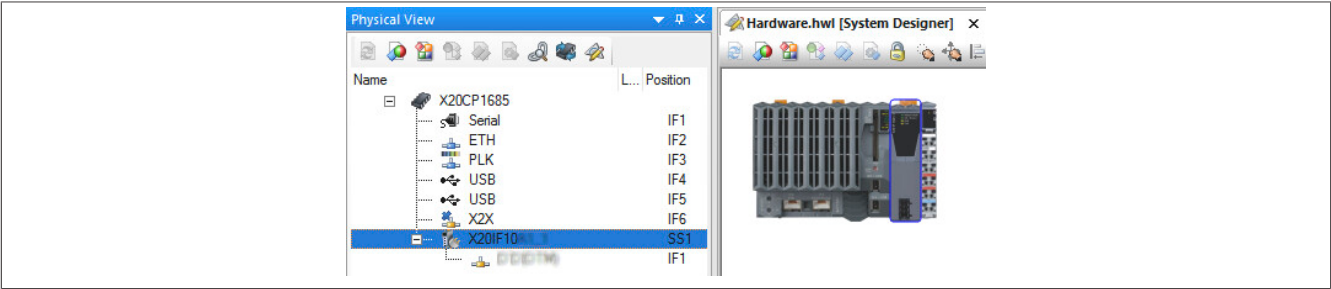 Physical View
Hardware.hwl [System Designer]
Name L... Position
X20CP1685
Serial IF1
ETH IF2
PLK IF3
USB IF4
USB IF5
X2X IF6
X20IF10 SS1
IF1